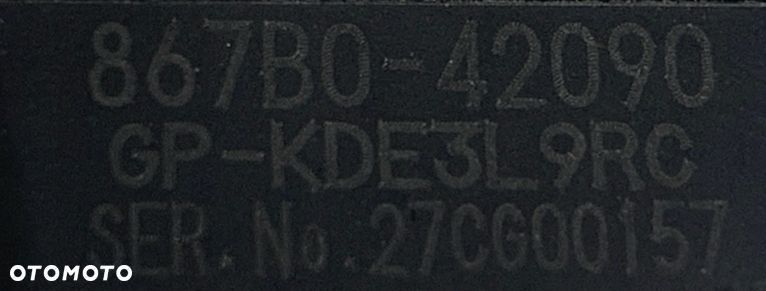 867B0-42090
GP-KDE3L9RC
SER.No.27CG00157
OTOMOTO